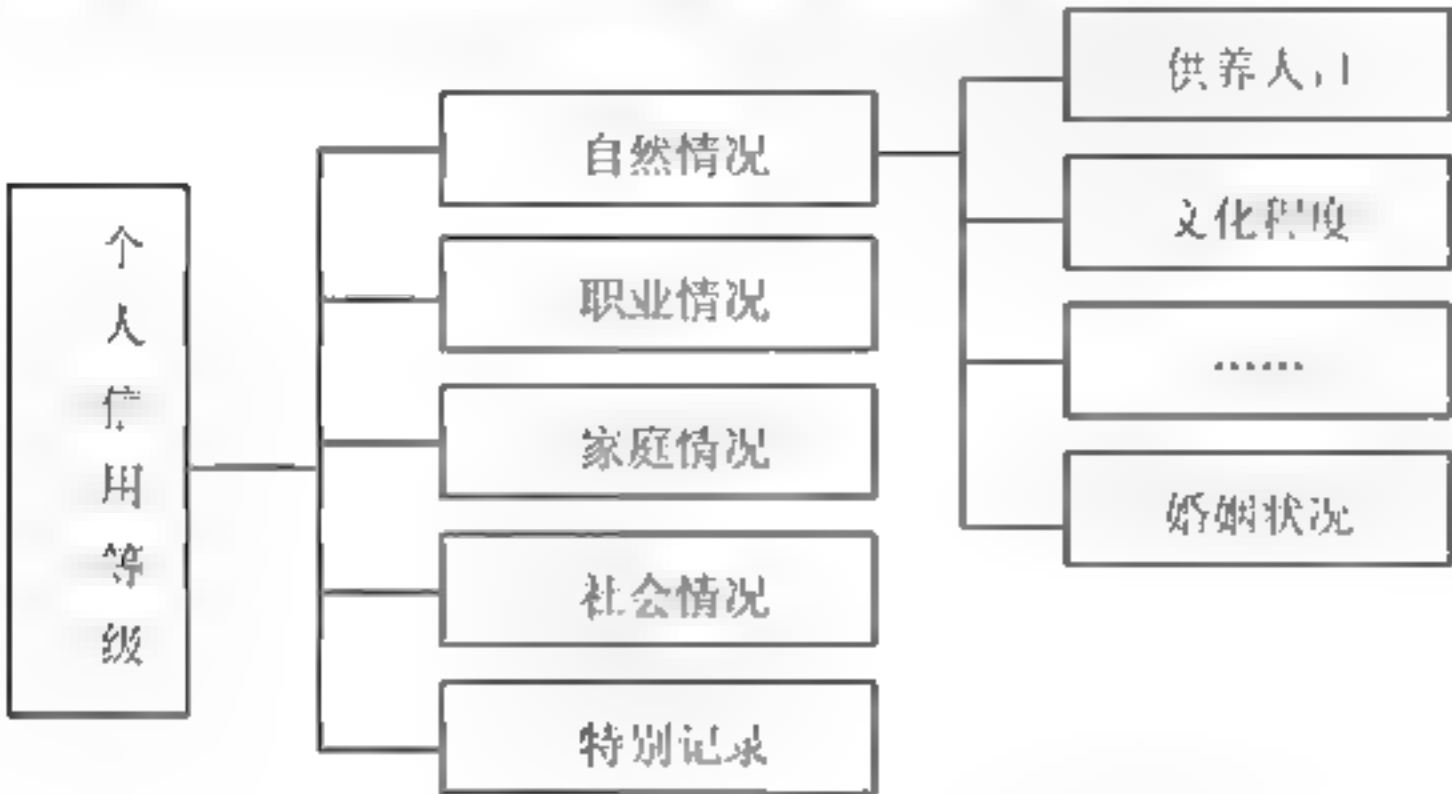 个人信用等级
自然情况
职业情况
家庭情况
社会情况
特别记录
供养人口
文化程度
……
婚姻状况